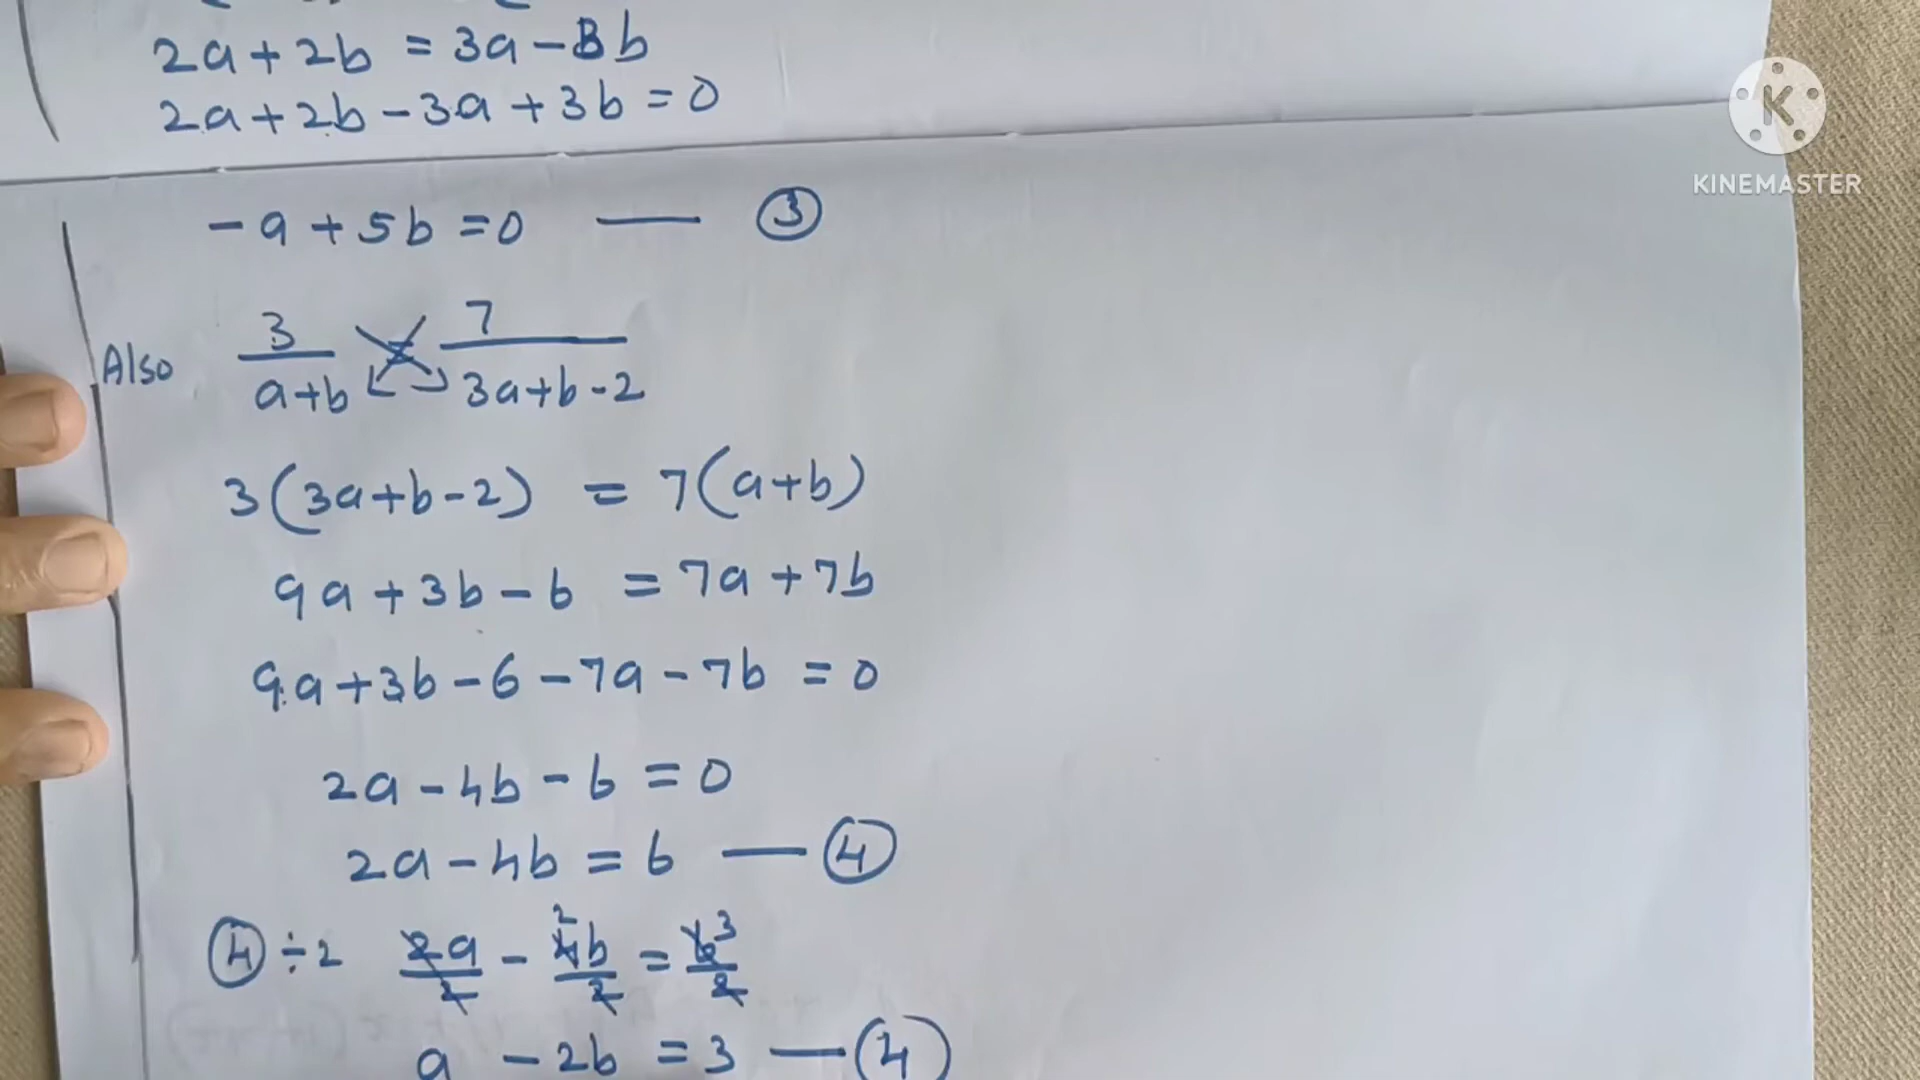 2a + 2b = 3a - 3b
2a + 2b - 3a + 3b = 0
K
KINEMASTER
- a + 5b = 0 — ③
Also 3/(a+b) = 7/(3a+b-2)
3(3a+b-2) = 7(a+b)
9a + 3b - 6 = 7a + 7b
9a + 3b - 6 - 7a - 7b = 0
2a - 4b - 6 = 0
2a - 4b = 6 — ④
④ ÷ 2 2a/2 - 4b/2 = 6/2 2 3
a - 2b = 3 — ④